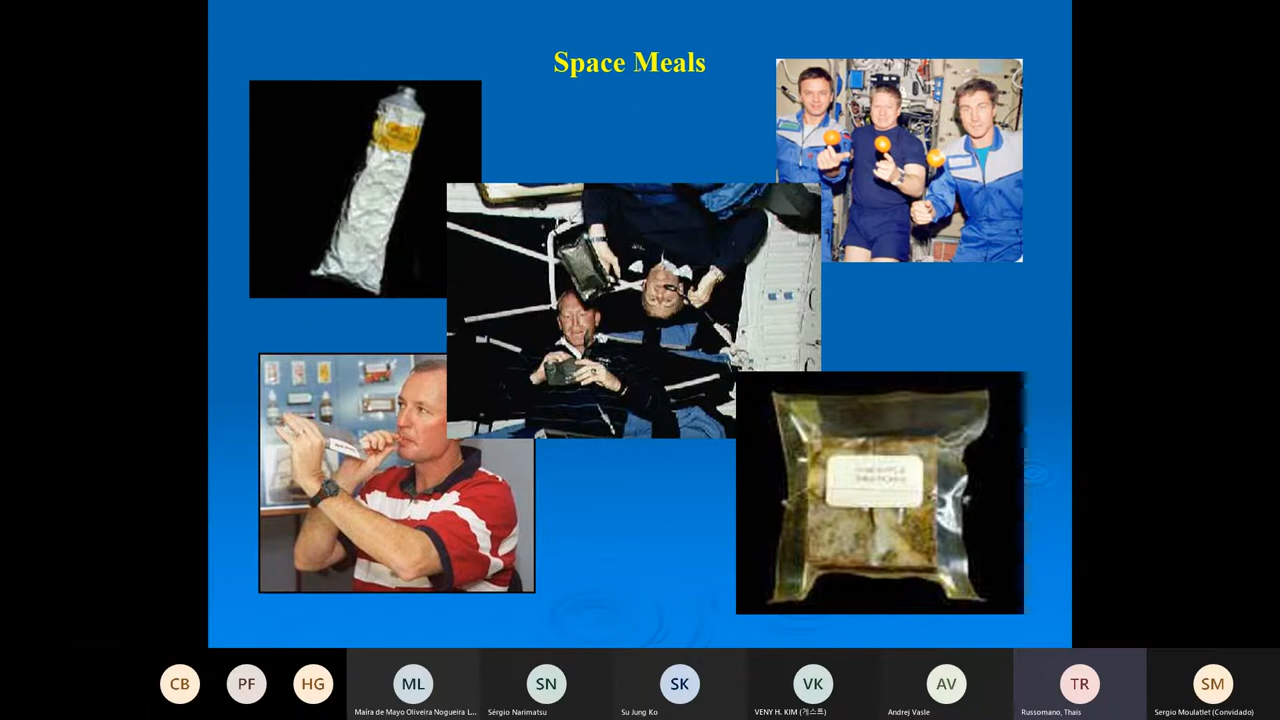 Space Meals
CB
PF
HG
ML
SN
SK
VK
AV
TR
SM
Maíra de Mayo Oliveira Nogueira L...
Sérgio Narimatsu
Su Jung Ko
VENY H. KIM (게스트)
Andrej Vasle
Russomano, Thais
Sergio Moulatlet (Convidado)